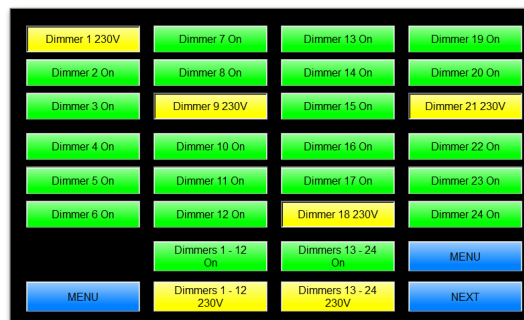 Dimmer 1 230V
Dimmer 7 On
Dimmer 13 On
Dimmer 19 On
Dimmer 2 On
Dimmer 8 On
Dimmer 14 On
Dimmer 20 On
Dimmer 3 On
Dimmer 9 230V
Dimmer 15 On
Dimmer 21 230V
Dimmer 4 On
Dimmer 10 On
Dimmer 16 On
Dimmer 22 On
Dimmer 5 On
Dimmer 11 On
Dimmer 17 On
Dimmer 23 On
Dimmer 6 On
Dimmer 12 On
Dimmer 18 230V
Dimmer 24 On
Dimmers 1 - 12
On
Dimmers 13 - 24
On
MENU
MENU
Dimmers 1 - 12
230V
Dimmers 13 - 24
230V
NEXT